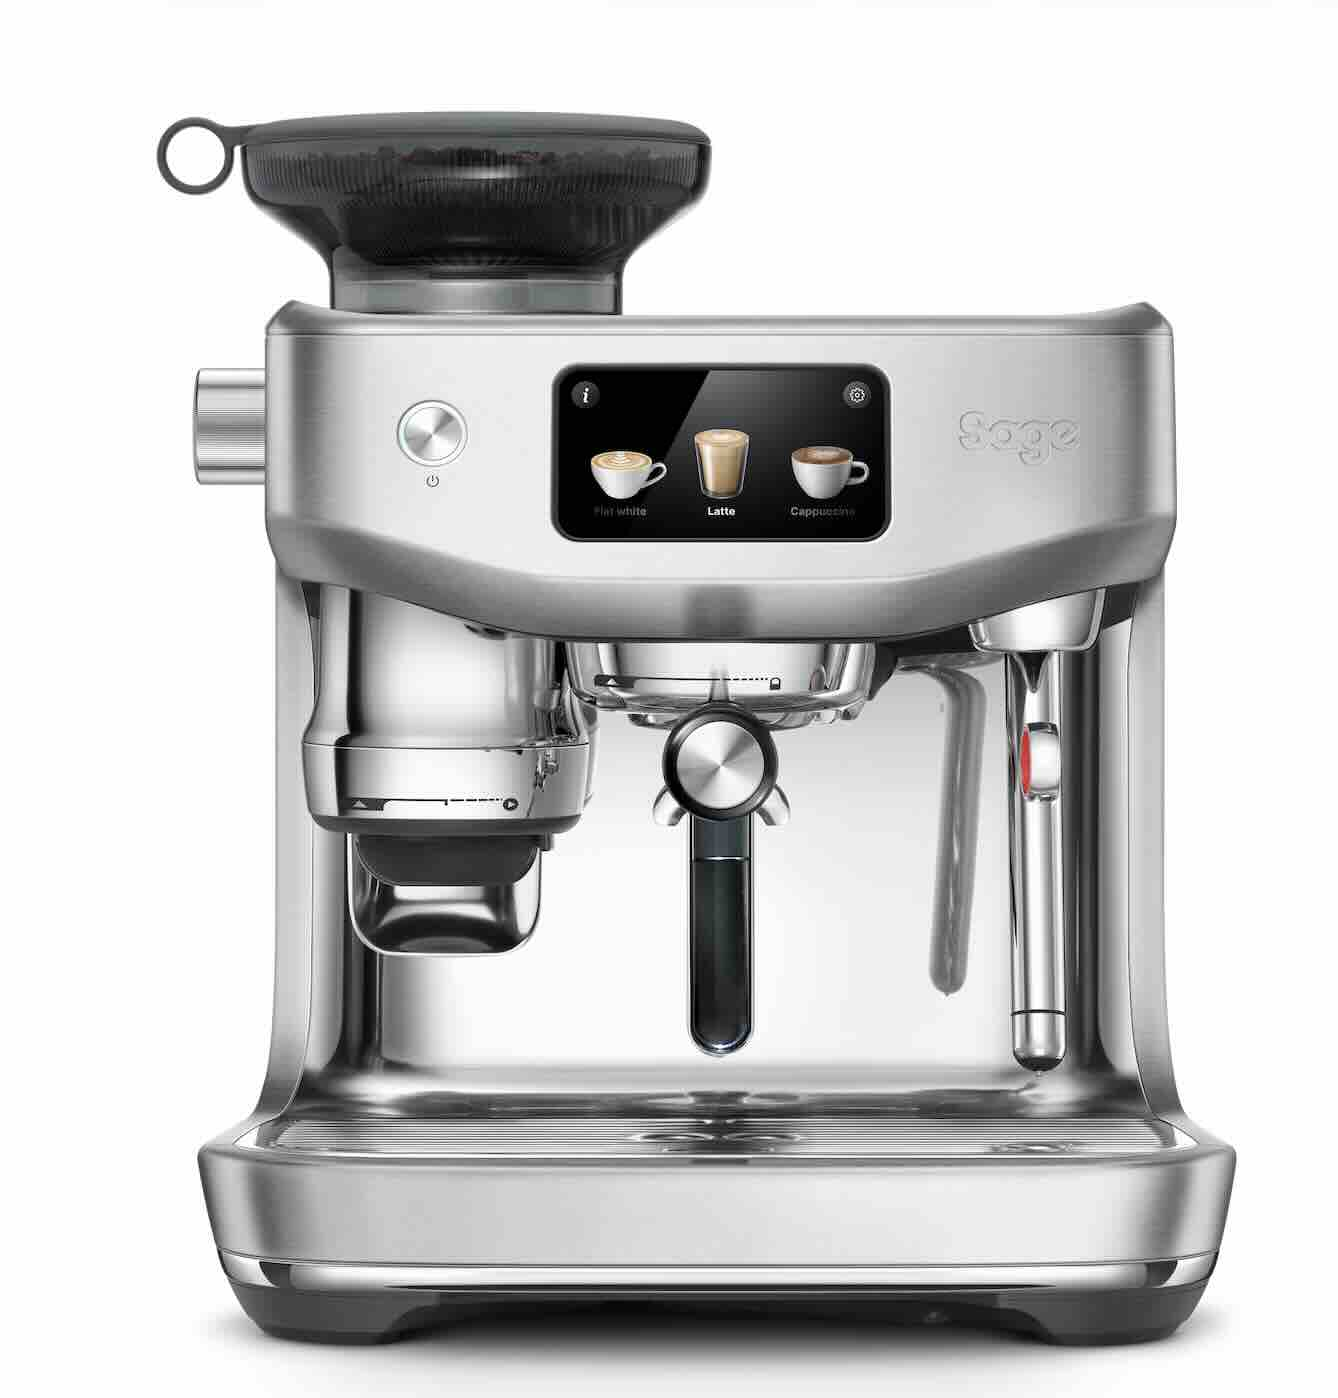 Sage
Flat white
Latte
Cappuccino